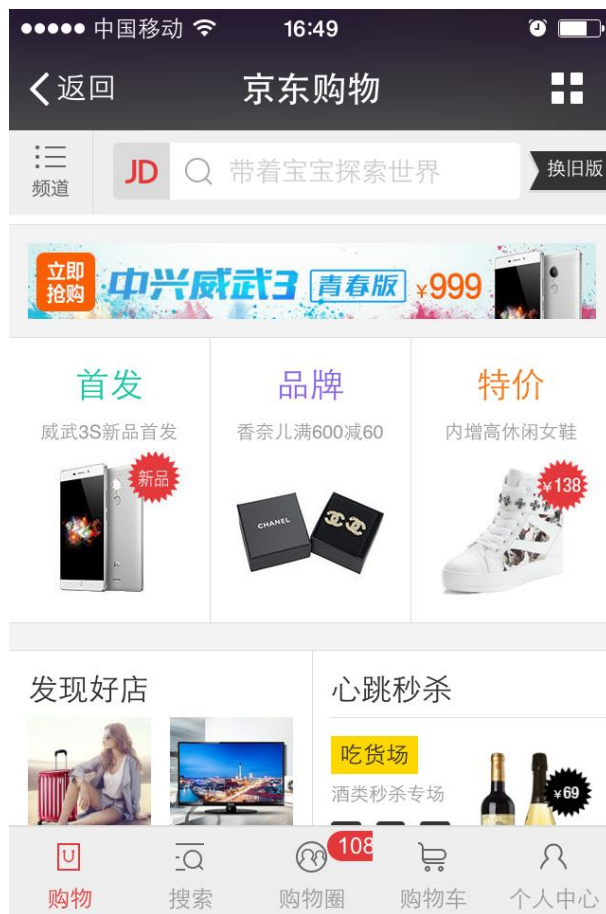 中国移动 16:49
返回 京东购物
频道 JD 带着宝宝探索世界 换旧版
立即抢购 中兴威武3 青春版 ¥999
首发 品牌 特价
威武3S新品首发 香奈儿满600减60 内增高休闲女鞋
新品 CHANEL ¥138
发现好店 心跳秒杀
吃货场
酒类秒杀专场
¥69
108
购物 搜索 购物圈 购物车 个人中心